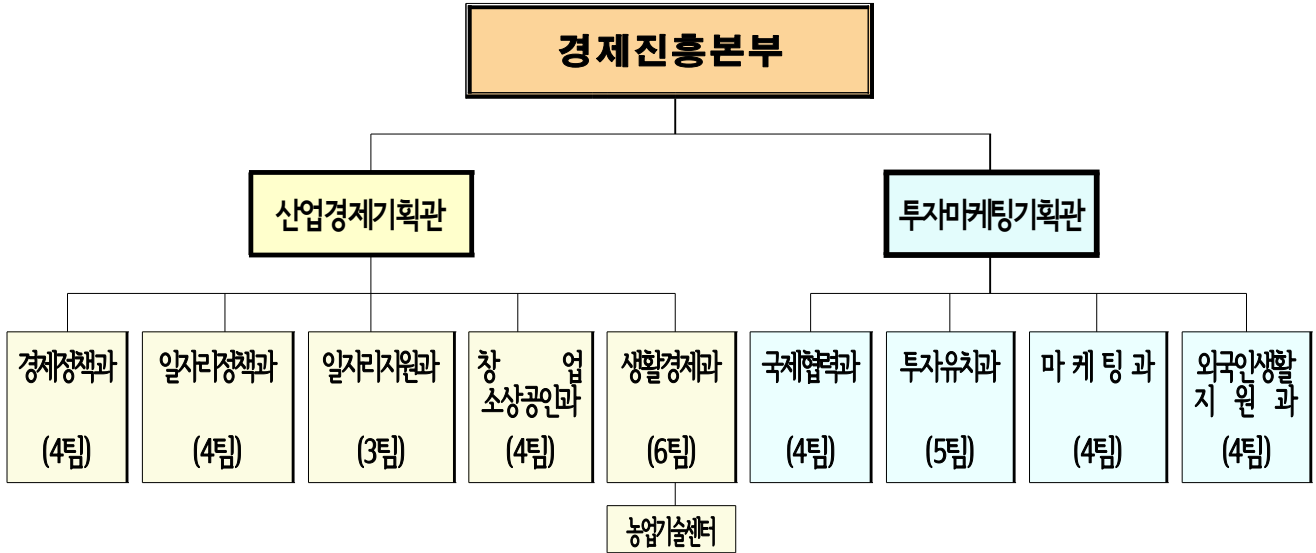 경제진흥본부
산업경제기획관
투자마케팅기획관
경제정책과
(4팀)
일자리정책과
(4팀)
일자리지원과
(3팀)
창 업
소상공인과
(4팀)
생활경제과
(6팀)
국제협력과
(4팀)
투자유치과
(5팀)
마 케 팅 과
(4팀)
외국인생활
지 원 과
(4팀)
농업기술센터